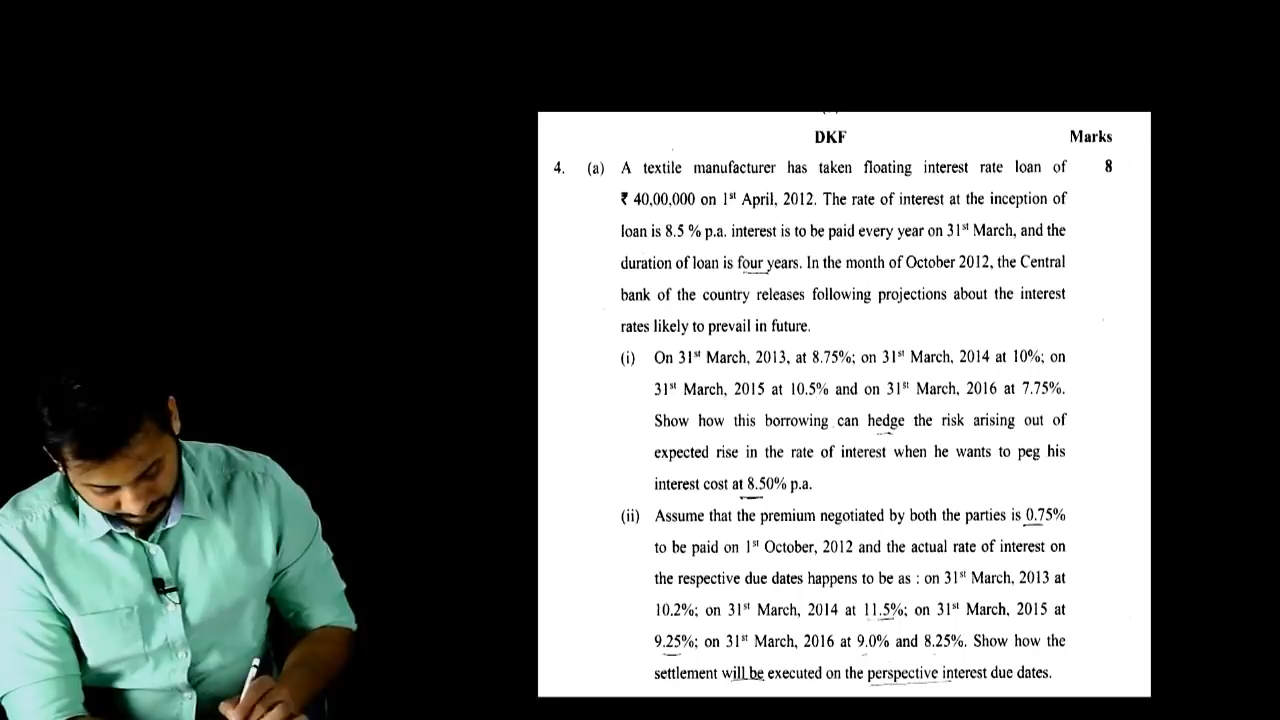 DKF Marks
4. (a) A textile manufacturer has taken floating interest rate loan of 8
₹ 40,00,000 on 1st April, 2012. The rate of interest at the inception of
loan is 8.5 % p.a. interest is to be paid every year on 31st March, and the
duration of loan is four years. In the month of October 2012, the Central
bank of the country releases following projections about the interest
rates likely to prevail in future.
(i) On 31st March, 2013, at 8.75%; on 31st March, 2014 at 10%; on
31st March, 2015 at 10.5% and on 31st March, 2016 at 7.75%.
Show how this borrowing can hedge the risk arising out of
expected rise in the rate of interest when he wants to peg his
interest cost at 8.50% p.a.
(ii) Assume that the premium negotiated by both the parties is 0.75%
to be paid on 1st October, 2012 and the actual rate of interest on
the respective due dates happens to be as : on 31st March, 2013 at
10.2%; on 31st March, 2014 at 11.5%; on 31st March, 2015 at
9.25%; on 31st March, 2016 at 9.0% and 8.25%. Show how the
settlement will be executed on the perspective interest due dates.